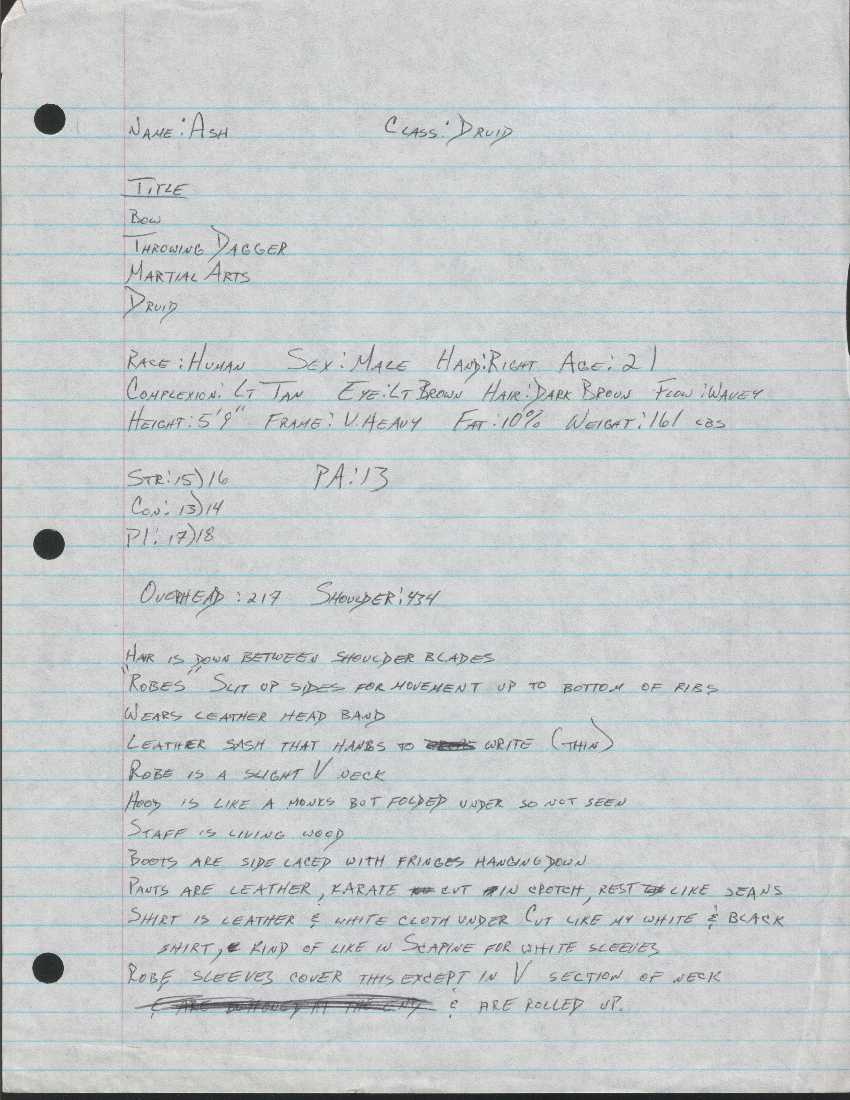 Name: Ash Class: Druid
Title
Bow
Throwing Dagger
Martial Arts
Druid
Race: Human Sex: Male Hand: Right Age: 21
Complexion: Lt Tan Eye: Lt Brown Hair: Dark Brown Flow: Wavey
Height: 5'9" Frame: V. Heavy Fat: 10% Weight: 161 lbs
Str: 15)16 PA: 13
Con: 13)14
PI: 17)18
Overhead: 217 Shoulder: 434
Hair is down between shoulder blades
"Robes" Slit up sides for movement up to bottom of ribs
Wears leather head band
Leather sash that hanbs to write (thin)
Robe is a slight V neck
Hood is like a monks but folded under so not seen
Staff is living wood
Boots are side laced with fringes hanging down
Pants are leather, karate cut in crotch, rest like jeans
Shirt is leather & white cloth under Cut like my white & black
shirt, kind of like in Scapine for white sleeves
Robe sleeves cover this except in V section of neck
& are rolled up.